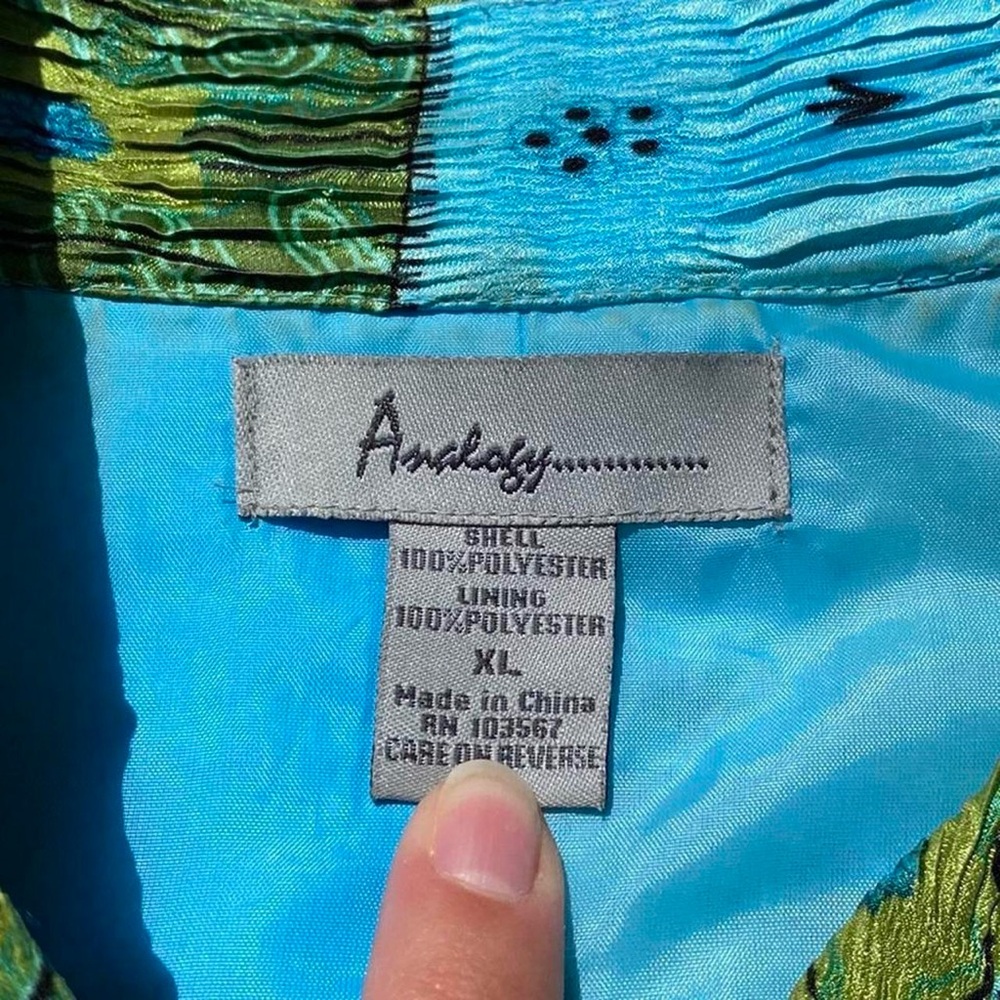 Analogy.............
SHELL
100%POLYESTER
LINING
100%POLYESTER
XL
Made in China
RN 103567
CARE ON REVERSE